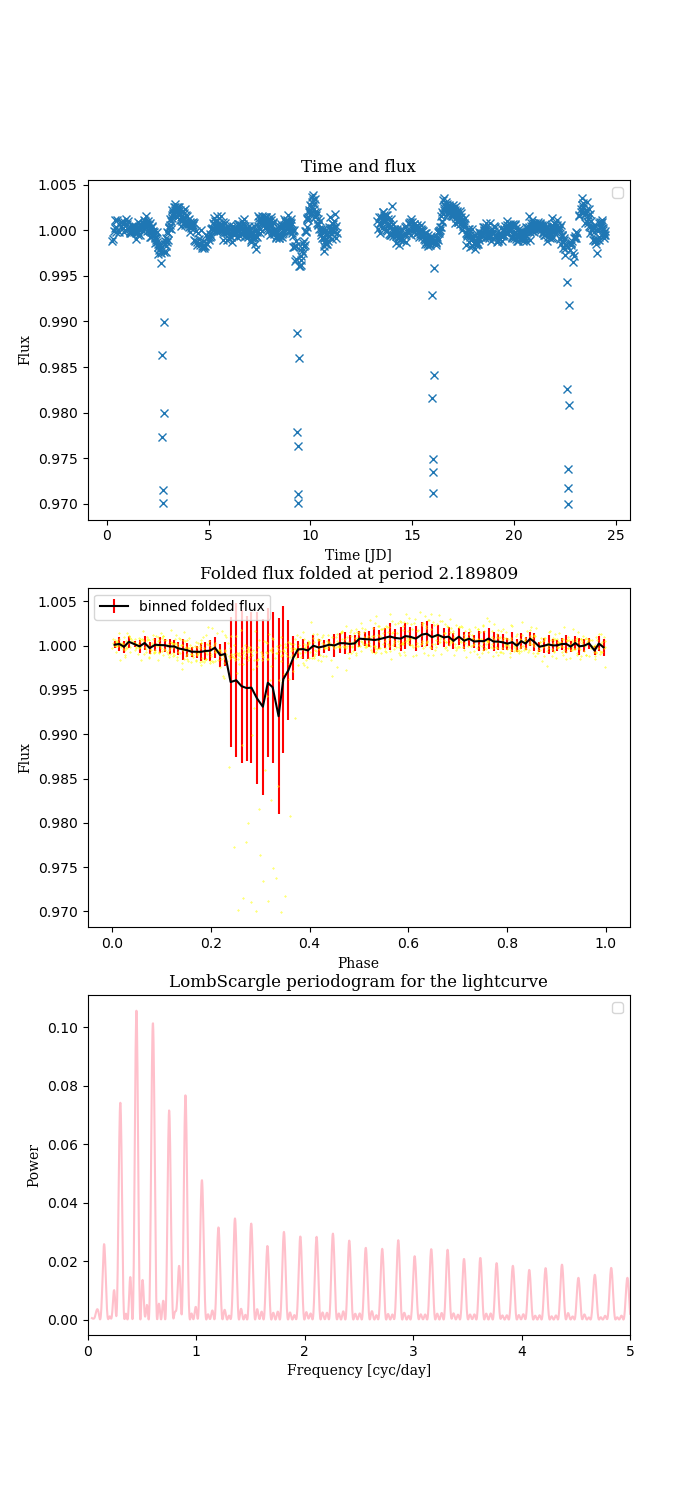 Time and flux
1.005
1.000
0.995
0.990
0.985
0.980
0.975
0.970
Flux
0 5 10 15 20 25
Time [JD]
Folded flux folded at period 2.189809
binned folded flux
1.005
1.000
0.995
0.990
0.985
0.980
0.975
0.970
Flux
0.0 0.2 0.4 0.6 0.8 1.0
Phase
LombScargle periodogram for the lightcurve
0.10
0.08
0.06
0.04
0.02
0.00
Power
0 1 2 3 4 5
Frequency [cyc/day]